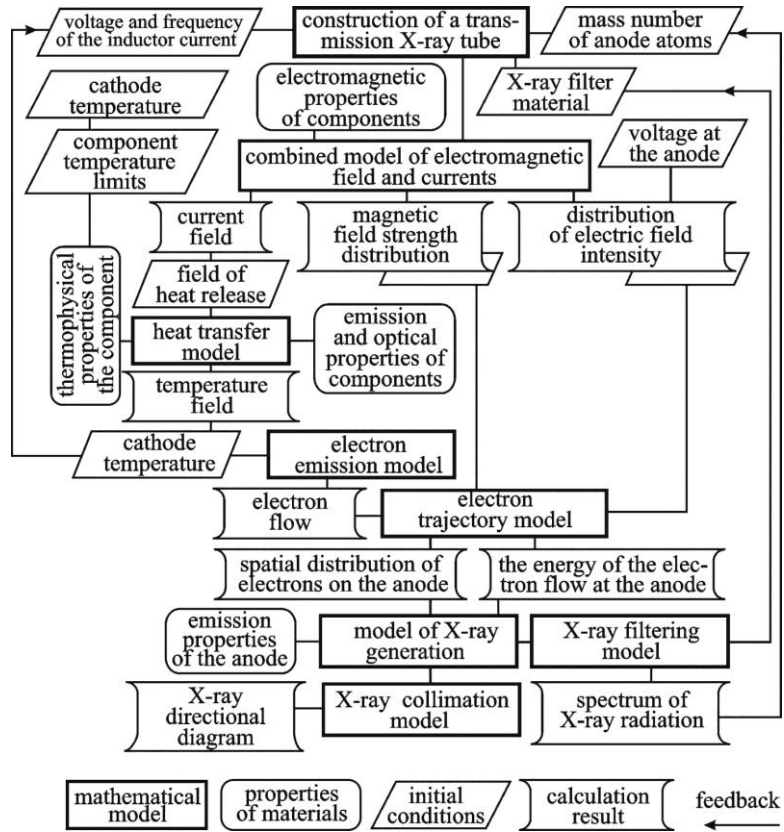 voltage and frequency
of the inductor current
construction of a trans-
mission X-ray tube
mass number
of anode atoms
cathode
temperature
electromagnetic
properties
of components
X-ray filter
material
component
temperature
limits
voltage at
the anode
combined model of electromagnetic
field and currents
current
field
magnetic
field strength
distribution
distribution
of electric field
intensity
thermophysical
properties of
the component
field of
heat release
heat transfer
model
emission
and optical
properties of
components
temperature
field
cathode
temperature
electron
emission model
electron
flow
electron
trajectory model
spatial distribution of
electrons on the anode
the energy of the elec-
tron flow at the anode
emission
properties
of the anode
model of X-ray
generation
X-ray filtering
model
X-ray
directional
diagram
X-ray collimation
model
spectrum of
X-ray radiation
mathematical
model
properties
of materials
initial
conditions
calculation
result
feedback